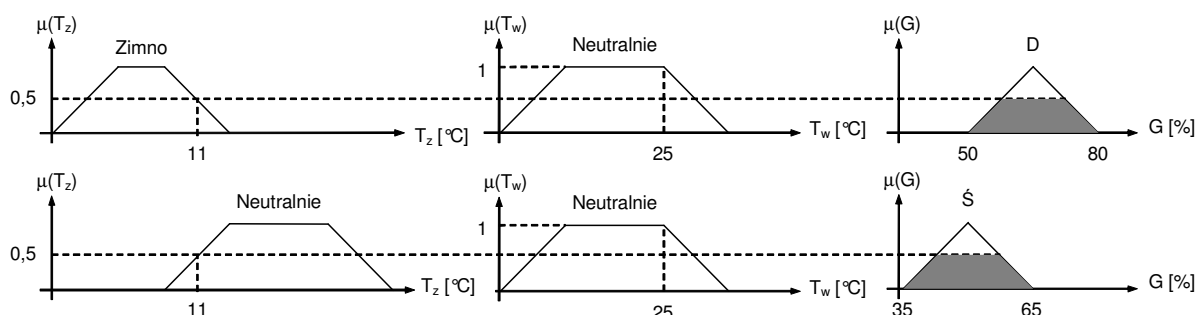 μ(Tz) μ(Tw) μ(G)
Zimno Neutralnie D
1
0,5
Tz [°C] Tw [°C] G [%]
11 25 50 80
μ(Tz) μ(Tw) μ(G)
Neutralnie Neutralnie Ś
1
0,5
Tz [°C] Tw [°C] G [%]
11 25 35 65